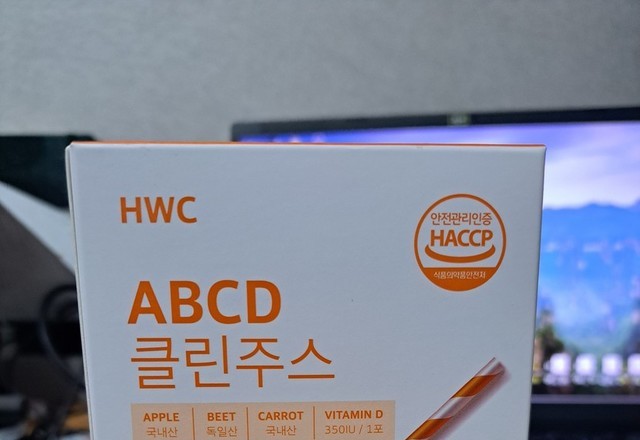 HWC
안전관리인증
HACCP
식품의약품안전처
ABCD
클린주스
APPLE BEET CARROT VITAMIN D
국내산 독일산 국내산 350IU / 1포